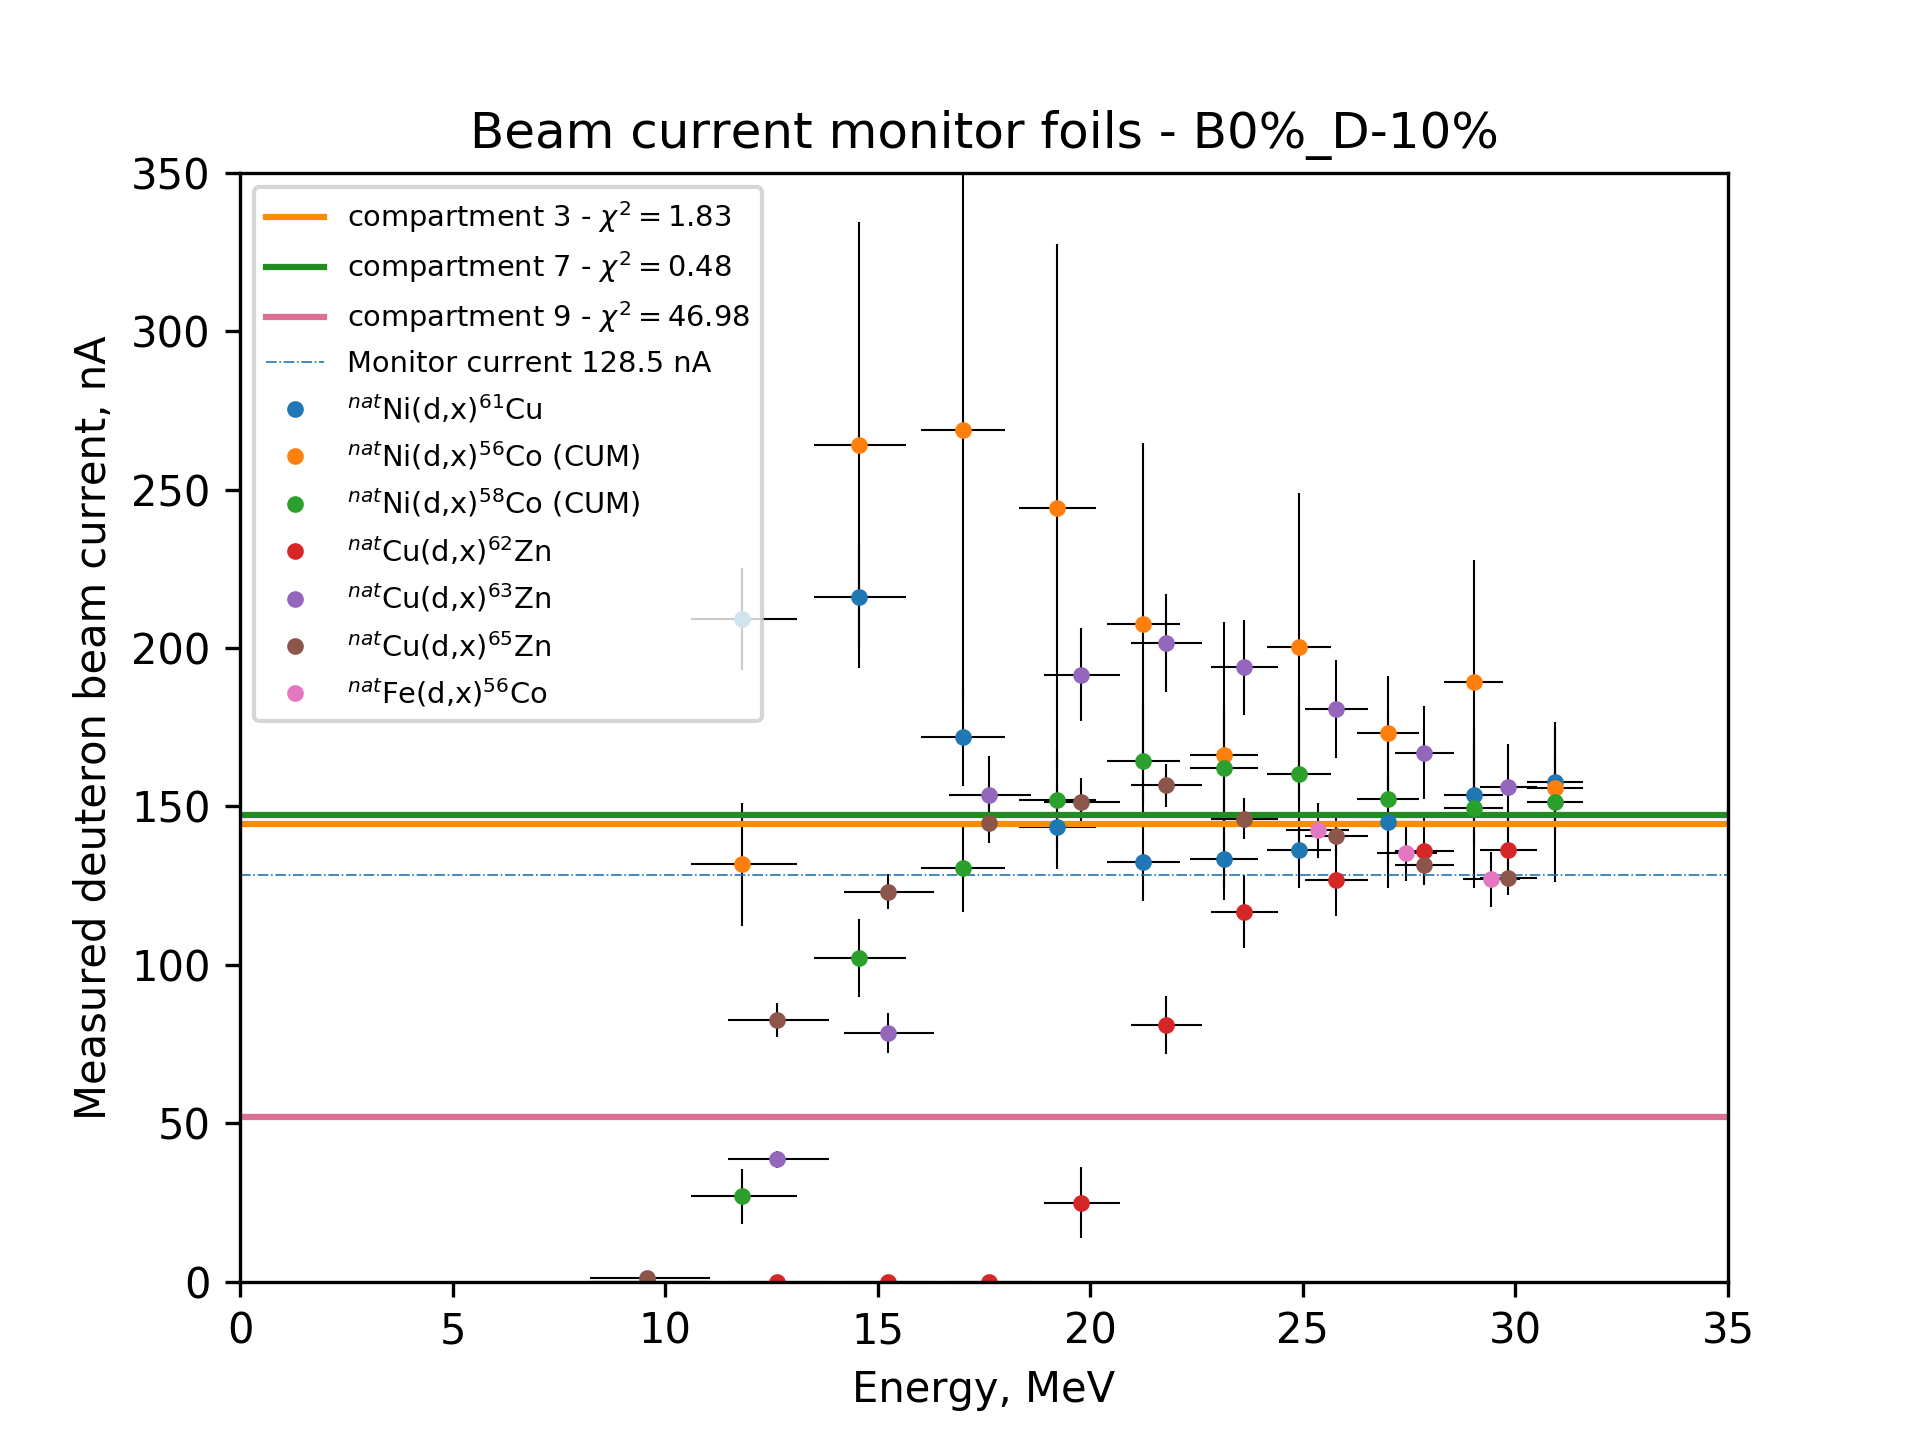 Beam current monitor foils - B0%_D-10%
Measured deuteron beam current, nA
350
300
250
200
150
100
50
0
compartment 3 - χ² = 1.83
compartment 7 - χ² = 0.48
compartment 9 - χ² = 46.98
Monitor current 128.5 nA
ⁿᵃᵗNi(d,x)⁶¹Cu
ⁿᵃᵗNi(d,x)⁵⁶Co (CUM)
ⁿᵃᵗNi(d,x)⁵⁸Co (CUM)
ⁿᵃᵗCu(d,x)⁶²Zn
ⁿᵃᵗCu(d,x)⁶³Zn
ⁿᵃᵗCu(d,x)⁶⁵Zn
ⁿᵃᵗFe(d,x)⁵⁶Co
0 5 10 15 20 25 30 35
Energy, MeV